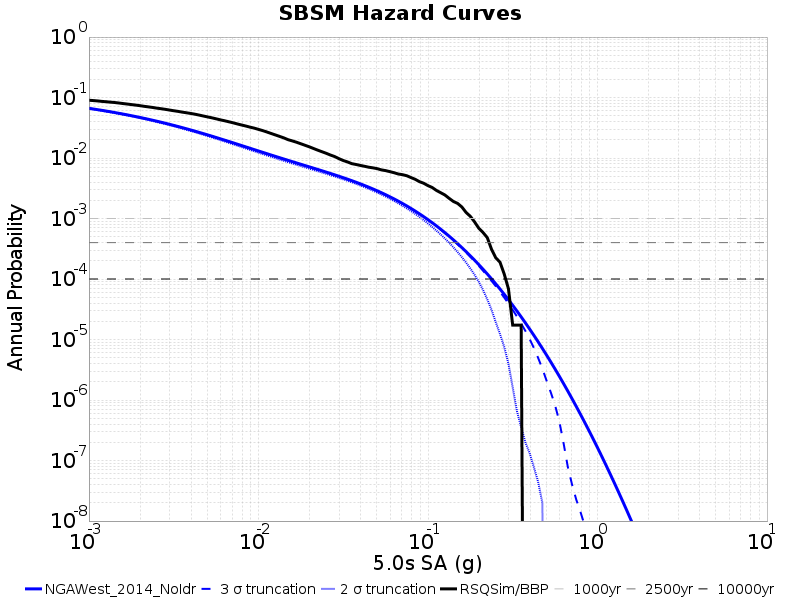 SBSM Hazard Curves
10^0
10^-1
10^-2
10^-3
10^-4
10^-5
10^-6
10^-7
10^-8
Annual Probability
10^-3 10^-2 10^-1 10^0 10^1
5.0s SA (g)
NGAWest_2014_NoIdr 3 σ truncation 2 σ truncation RSQSim/BBP 1000yr 2500yr 10000yr